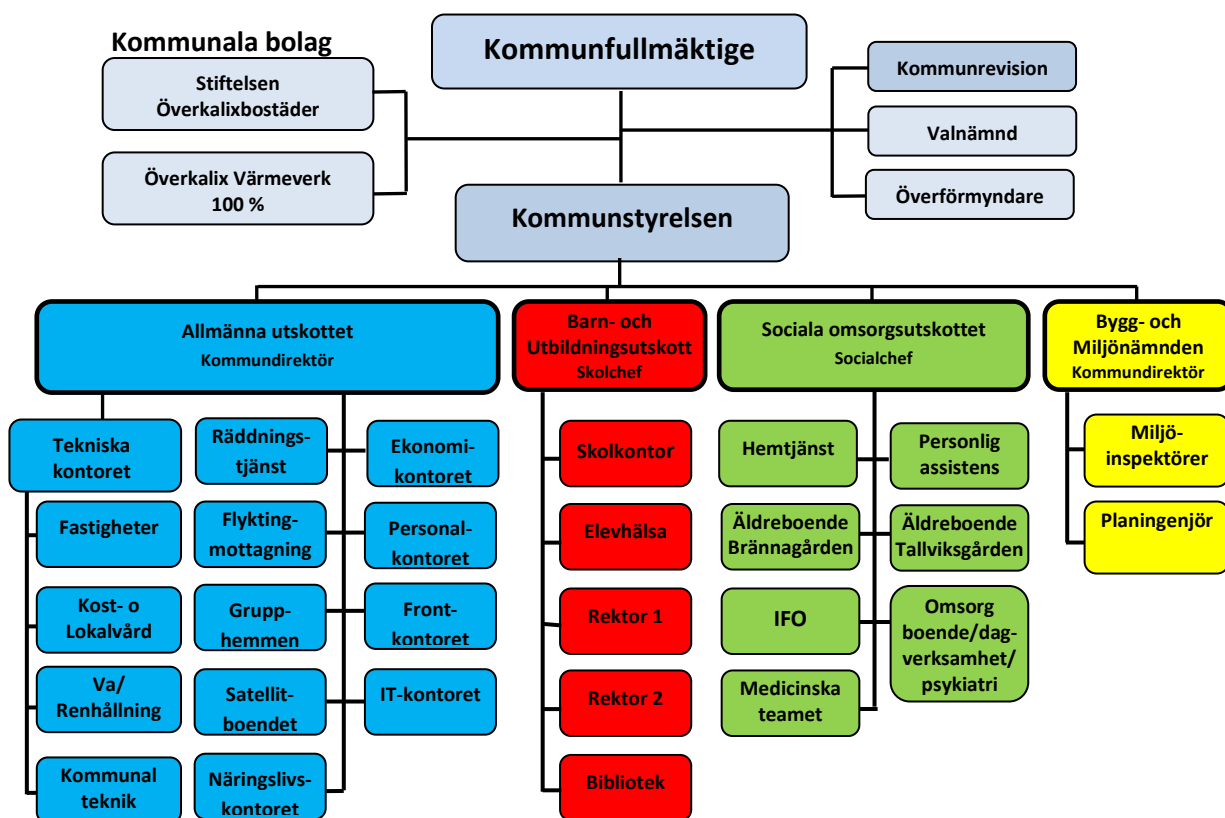 Kommunala bolag
Stiftelsen
Överkalixbostäder
Överkalix Värmeverk
100 %
Kommunfullmäktige
Kommunrevision
Valnämnd
Överförmyndare
Kommunstyrelsen
Allmänna utskottet
Kommundirektör
Barn- och
Utbildningsutskott
Skolchef
Sociala omsorgsutskottet
Socialchef
Bygg- och
Miljönämnden
Kommundirektör
Tekniska
kontoret
Fastigheter
Kost- o
Lokalvård
Va/
Renhållning
Kommunal
teknik
Räddnings-
tjänst
Flykting-
mottagning
Grupp-
hemmen
Satellit-
boendet
Näringslivs-
kontoret
Ekonomi-
kontoret
Personal-
kontoret
Front-
kontoret
IT-kontoret
Skolkontor
Elevhälsa
Rektor 1
Rektor 2
Bibliotek
Hemtjänst
Äldreboende
Brännagården
IFO
Medicinska
teamet
Personlig
assistens
Äldreboende
Tallviksgården
Omsorg
boende/dag-
verksamhet/
psykiatri
Miljö-
inspektörer
Planingenjör